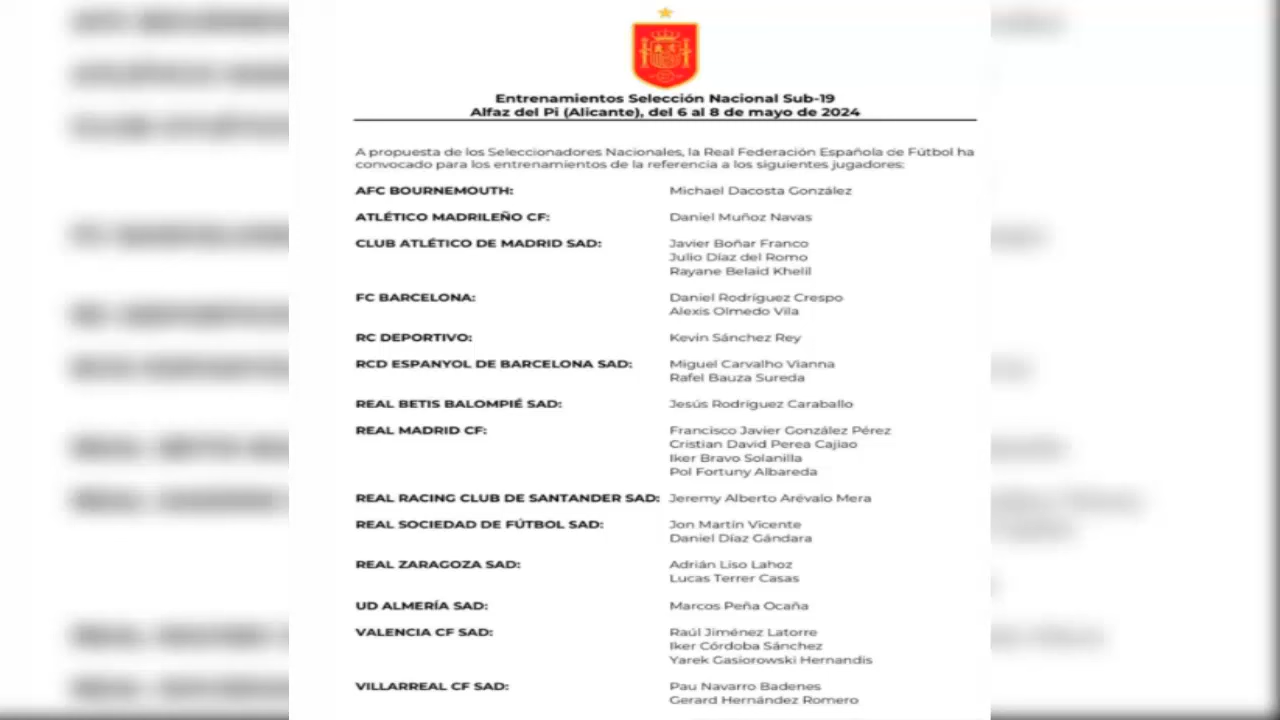 Entrenamientos Selección Nacional Sub-19
Alfaz del Pi (Alicante), del 6 al 8 de mayo de 2024
A propuesta de los Seleccionadores Nacionales, la Real Federación Española de Fútbol ha
convocado para los entrenamientos de la referencia a los siguientes jugadores:
AFC BOURNEMOUTH: Michael Dacosta González
ATLÉTICO MADRILEÑO CF: Daniel Muñoz Navas
CLUB ATLÉTICO DE MADRID SAD: Javier Boñar Franco
Julio Díaz del Romo
Rayane Belaid Khelil
FC BARCELONA: Daniel Rodríguez Crespo
Alexis Olmedo Vila
RC DEPORTIVO: Kevin Sánchez Rey
RCD ESPANYOL DE BARCELONA SAD: Miguel Carvalho Vianna
Rafel Bauza Sureda
REAL BETIS BALOMPIÉ SAD: Jesús Rodríguez Caraballo
REAL MADRID CF: Francisco Javier González Pérez
Cristian David Perea Cajiao
Iker Bravo Solanilla
Pol Fortuny Albareda
REAL RACING CLUB DE SANTANDER SAD: Jeremy Alberto Arévalo Mera
REAL SOCIEDAD DE FÚTBOL SAD: Jon Martín Vicente
Daniel Díaz Gándara
REAL ZARAGOZA SAD: Adrián Liso Lahoz
Lucas Terrer Casas
UD ALMERÍA SAD: Marcos Peña Ocaña
VALENCIA CF SAD: Raúl Jiménez Latorre
Iker Córdoba Sánchez
Yarek Gasiorowski Hernandis
VILLARREAL CF SAD: Pau Navarro Badenes
Gerard Hernández Romero